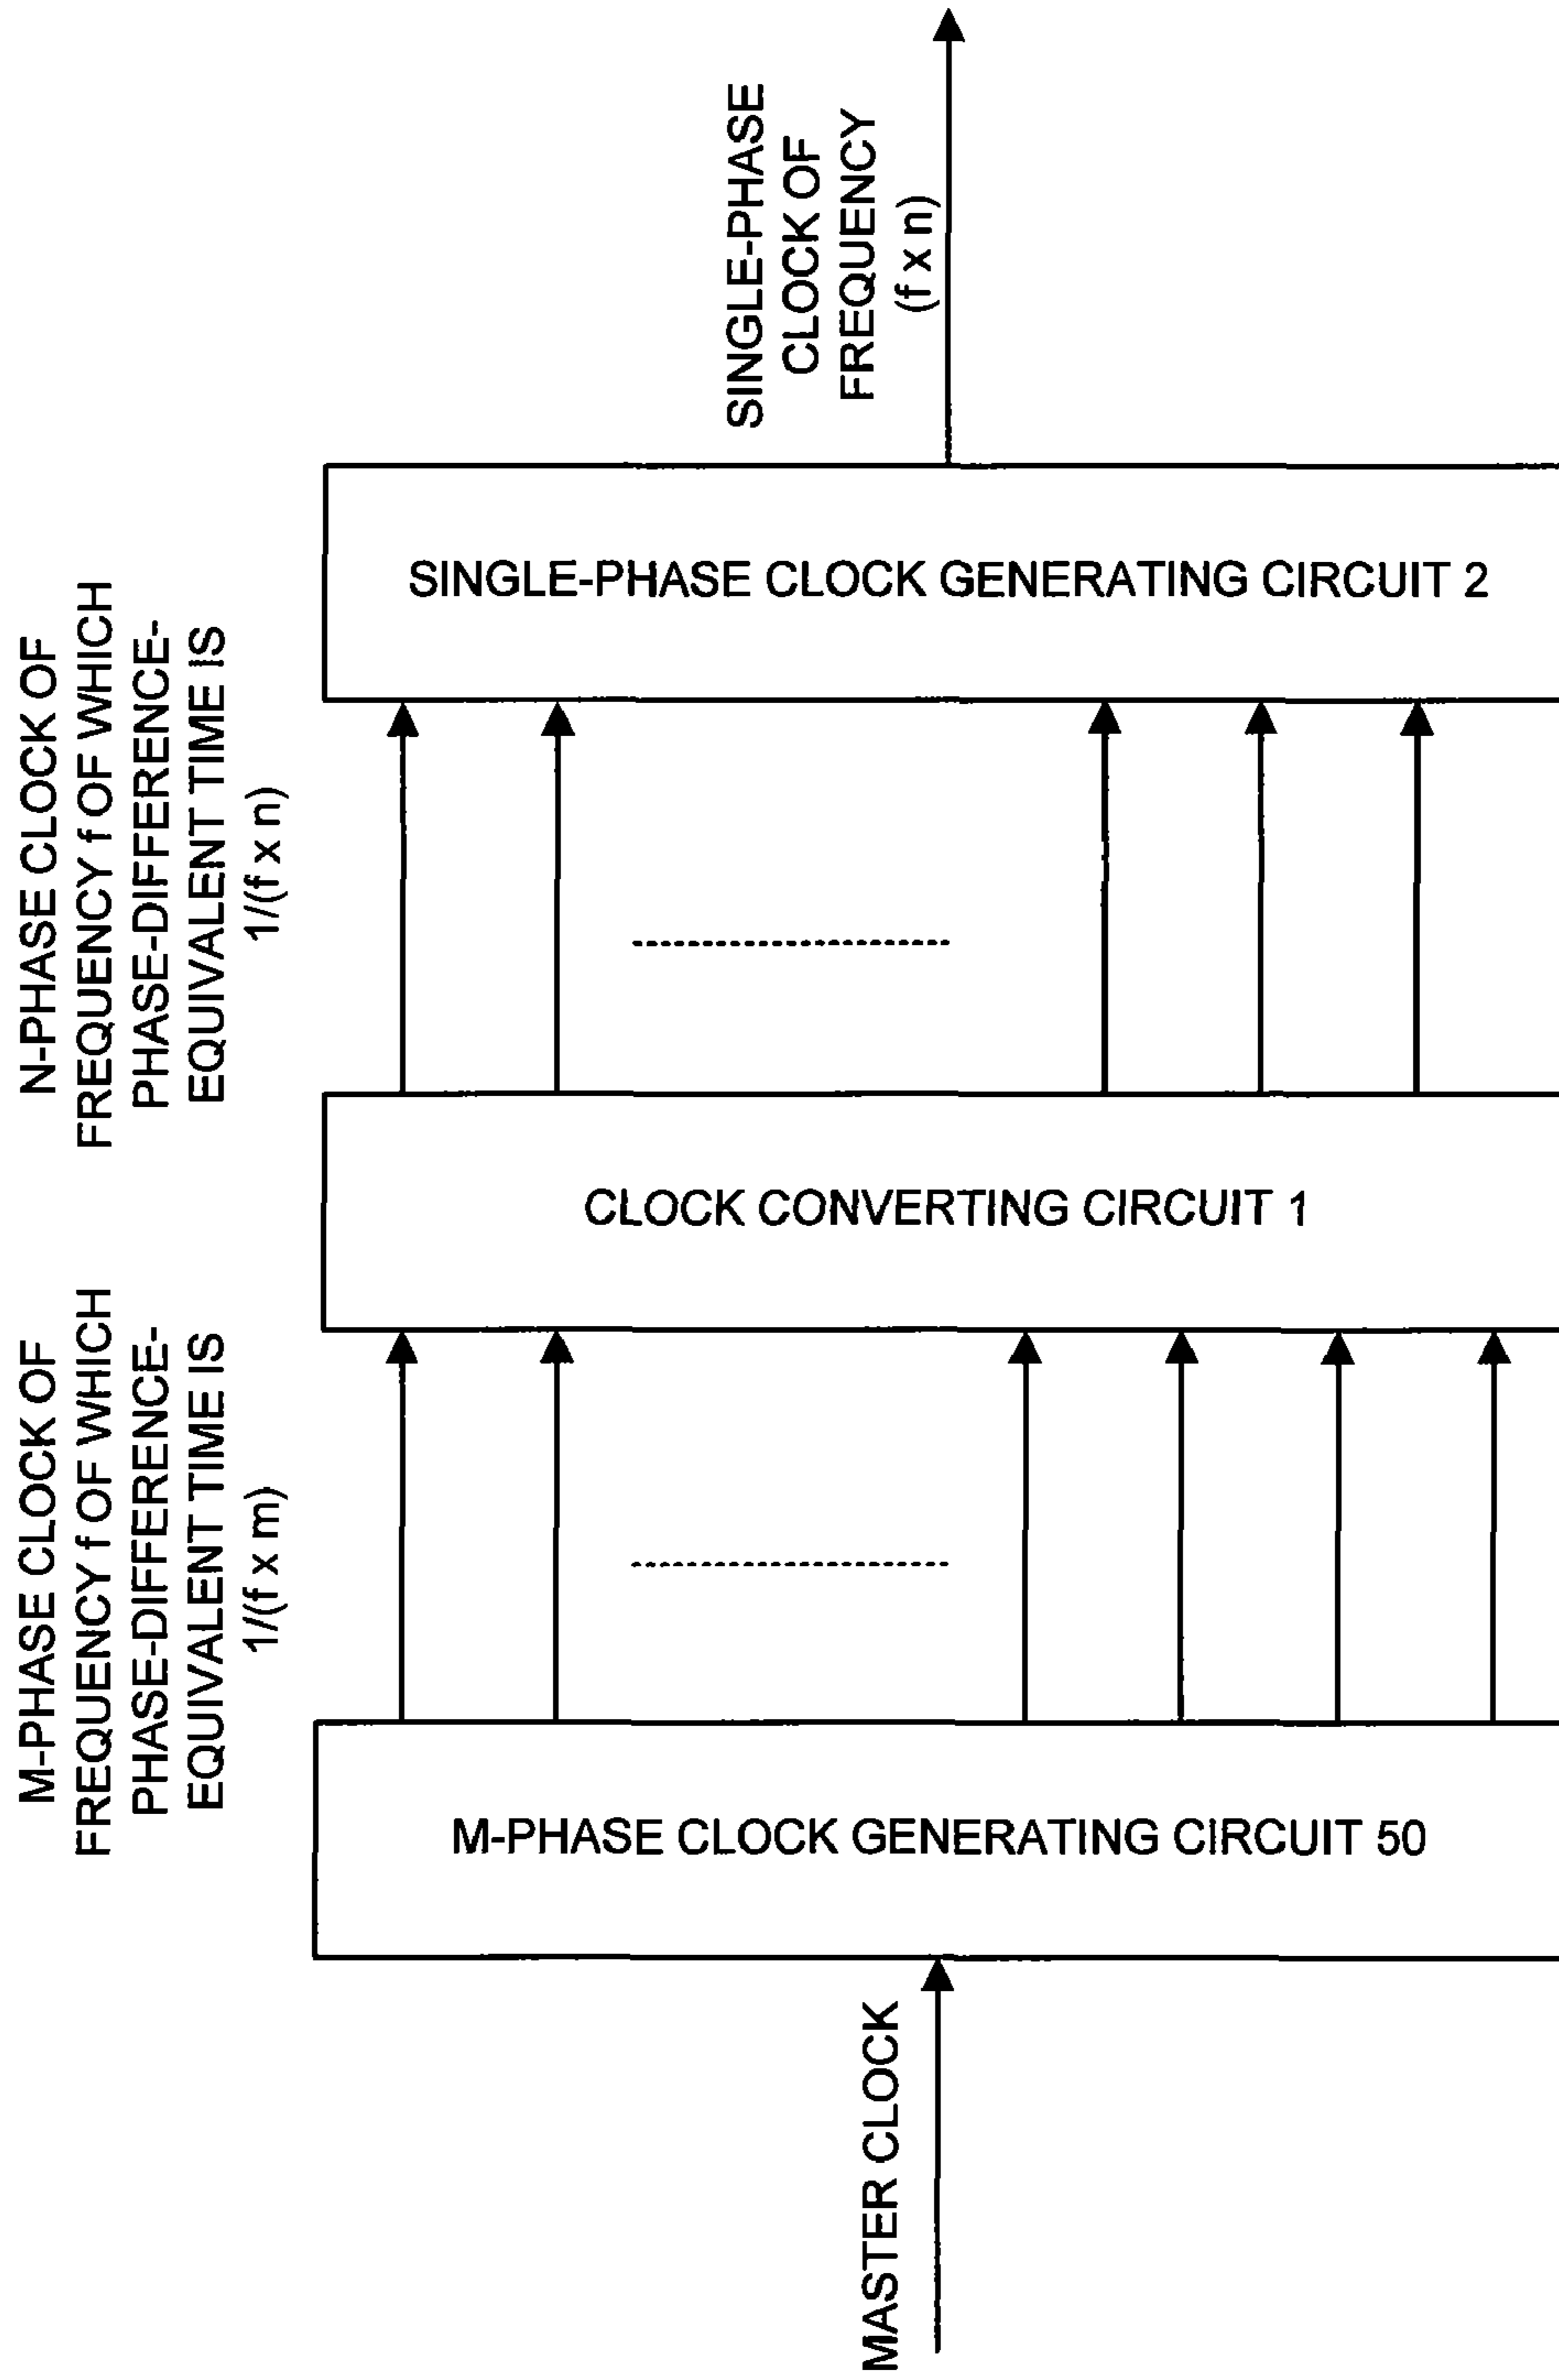 MASTER CLOCK
M-PHASE CLOCK GENERATING CIRCUIT 50
M-PHASE CLOCK OF
FREQUENCY f OF WHICH
PHASE-DIFFERENCE-
EQUIVALENT TIME IS
1/(f x m)
CLOCK CONVERTING CIRCUIT 1
N-PHASE CLOCK OF
FREQUENCY f OF WHICH
PHASE-DIFFERENCE-
EQUIVALENT TIME IS
1/(f x n)
SINGLE-PHASE CLOCK GENERATING CIRCUIT 2
SINGLE-PHASE
CLOCK OF
FREQUENCY
(f x n)